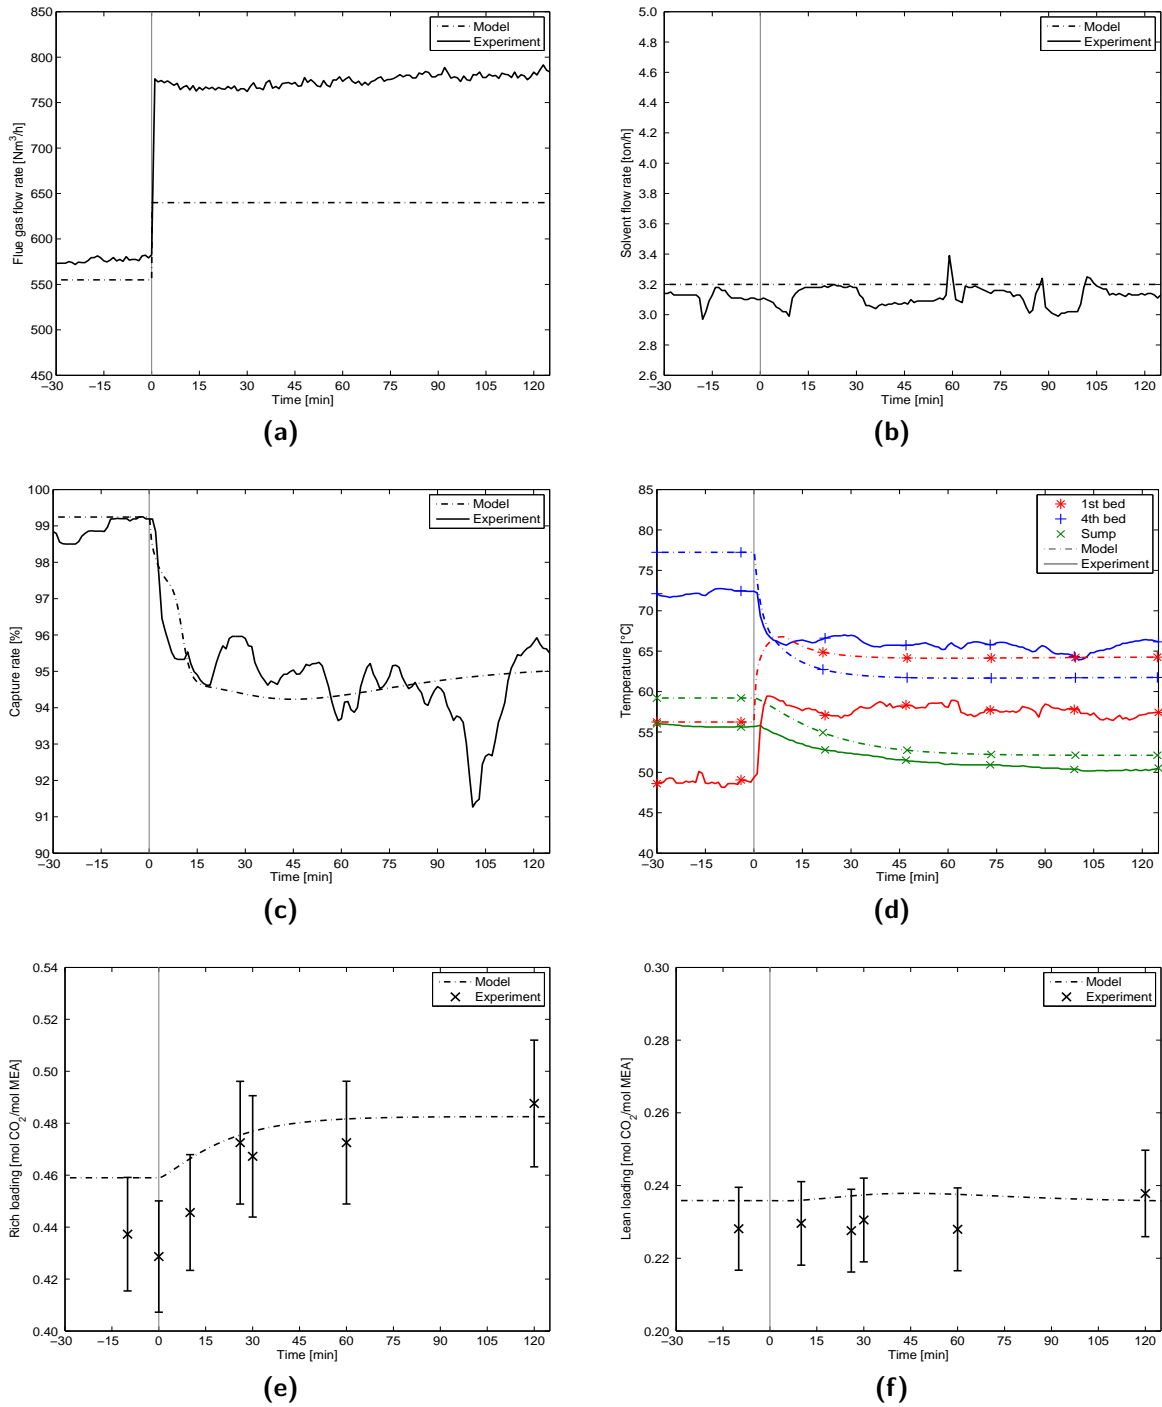 850
800
750
700
650
600
550
500
450
Flue gas flow rate [Nm³/h]
−30 −15 0 15 30 45 60 75 90 105 120
Time [min]
Model
Experiment
(a)
5.0
4.8
4.6
4.4
4.2
4.0
3.8
3.6
3.4
3.2
3.0
2.8
2.6
Solvent flow rate [ton/h]
−30 −15 0 15 30 45 60 75 90 105 120
Time [min]
Model
Experiment
(b)
100
99
98
97
96
95
94
93
92
91
90
Capture rate [%]
−30 −15 0 15 30 45 60 75 90 105 120
Time [min]
Model
Experiment
(c)
85
80
75
70
65
60
55
50
45
40
Temperature [°C]
−30 −15 0 15 30 45 60 75 90 105 120
Time [min]
1st bed
4th bed
Sump
Model
Experiment
(d)
0.54
0.52
0.50
0.48
0.46
0.44
0.42
0.40
Rich loading [mol CO₂/mol MEA]
−30 −15 0 15 30 45 60 75 90 105 120
Time [min]
Model
Experiment
(e)
0.30
0.28
0.26
0.24
0.22
0.20
Lean loading [mol CO₂/mol MEA]
−30 −15 0 15 30 45 60 75 90 105 120
Time [min]
Model
Experiment
(f)